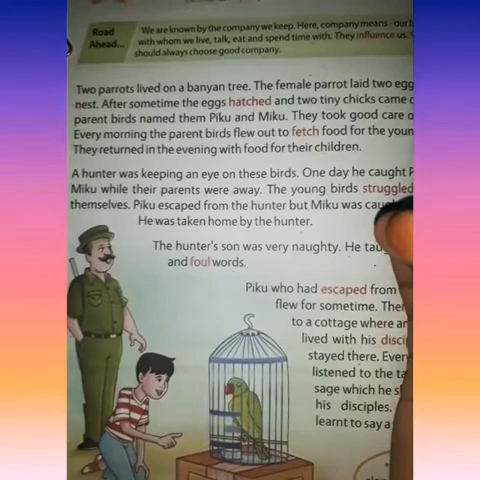 Road
Ahead...
We are known by the company we keep. Here, company means - our
with whom we live, talk, eat and spend time with. They influence us.
should always choose good company.
Two parrots lived on a banyan tree. The female parrot laid two egg
nest. After sometime the eggs hatched and two tiny chicks came
parent birds named them Piku and Miku. They took good care
Every morning the parent birds flew out to fetch food for the
They returned in the evening with food for their children.
A hunter was keeping an eye on these birds. One day he caught
Miku while their parents were away. The young birds struggled
themselves. Piku escaped from the hunter but Miku was
He was taken home by the hunter.
The hunter's son was very naughty. He
and foul words.
Piku who had escaped from
flew for sometime.
to a cottage where
lived with his
stayed there.
listened to the
sage which he
his disciples.
learnt to say a